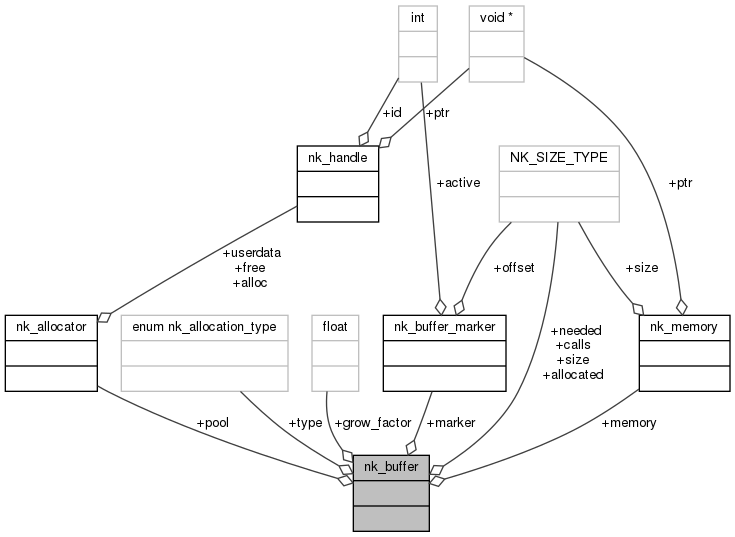 int
void *
+id
+ptr
nk_handle
NK_SIZE_TYPE
+active
+ptr
+userdata
+free
+alloc
+offset
+size
nk_allocator
enum nk_allocation_type
float
nk_buffer_marker
nk_memory
+needed
+calls
+size
+allocated
+pool
+type
+grow_factor
+marker
+memory
nk_buffer